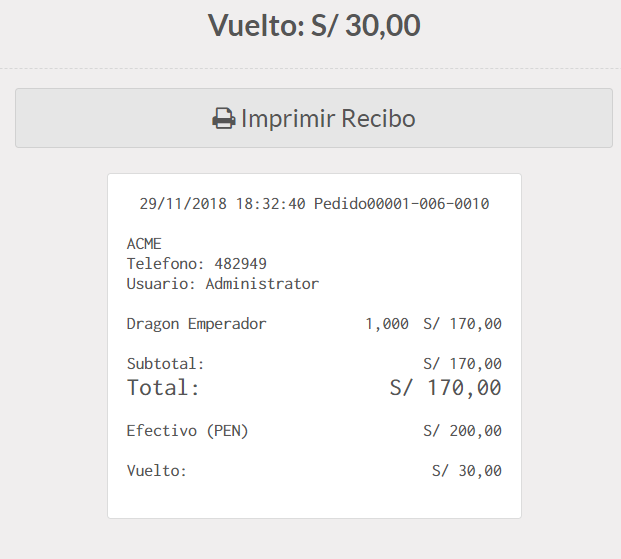 Vuelto: S/ 30,00
Imprimir Recibo
29/11/2018 18:32:40 Pedido00001-006-0010
ACME
Telefono: 482949
Usuario: Administrator
Dragon Emperador 1,000 S/ 170,00
Subtotal: S/ 170,00
Total: S/ 170,00
Efectivo (PEN) S/ 200,00
Vuelto: S/ 30,00